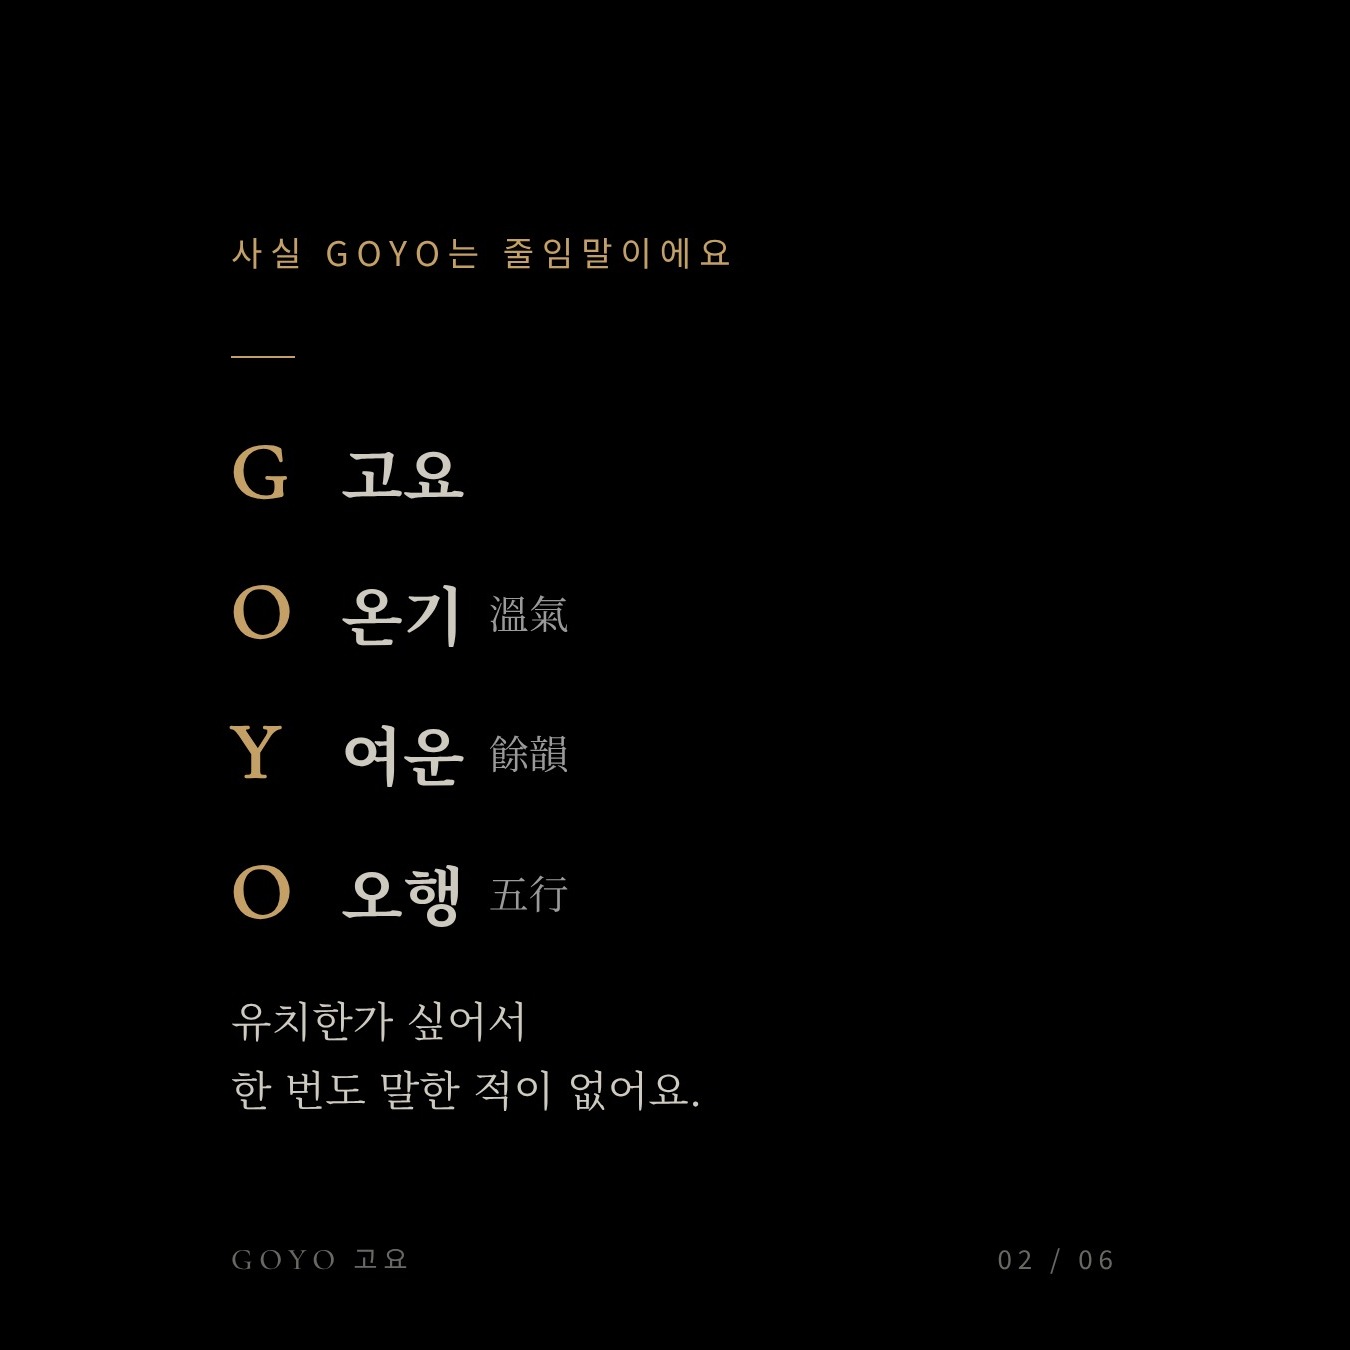 사실 GOYO는 줄임말이에요
G 고요
O 온기 溫氣
Y 여운 餘韻
O 오행 五行
유치한가 싶어서
한 번도 말한 적이 없어요.
GOYO 고요
02 / 06